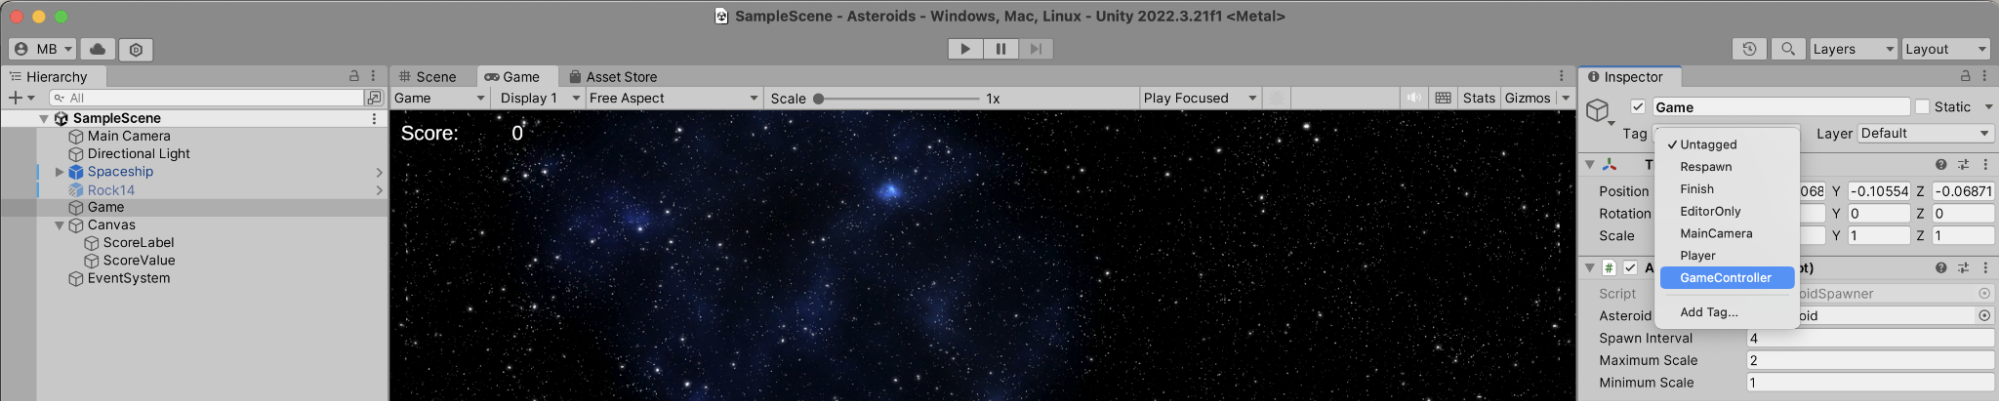 SampleScene - Asteroids - Windows, Mac, Linux - Unity 2022.3.21f1 <Metal>
MB
Layers
Layout
Hierarchy
All
SampleScene
Main Camera
Directional Light
Spaceship
Rock14
Game
Canvas
ScoreLabel
ScoreValue
EventSystem
Scene
Game
Asset Store
Game
Display 1
Free Aspect
Scale
1x
Play Focused
Stats
Gizmos
Score: 0
Inspector
Game
Static
Tag
Layer Default
Untagged
Respawn
Finish
EditorOnly
MainCamera
Player
GameController
Add Tag...
T
Position 068 Y -0.10554 Z -0.06871
Rotation Y 0 Z 0
Scale Y 1 Z 1
# A pt)
Script oidSpawner
Asteroid oid
Spawn Interval 4
Maximum Scale 2
Minimum Scale 1